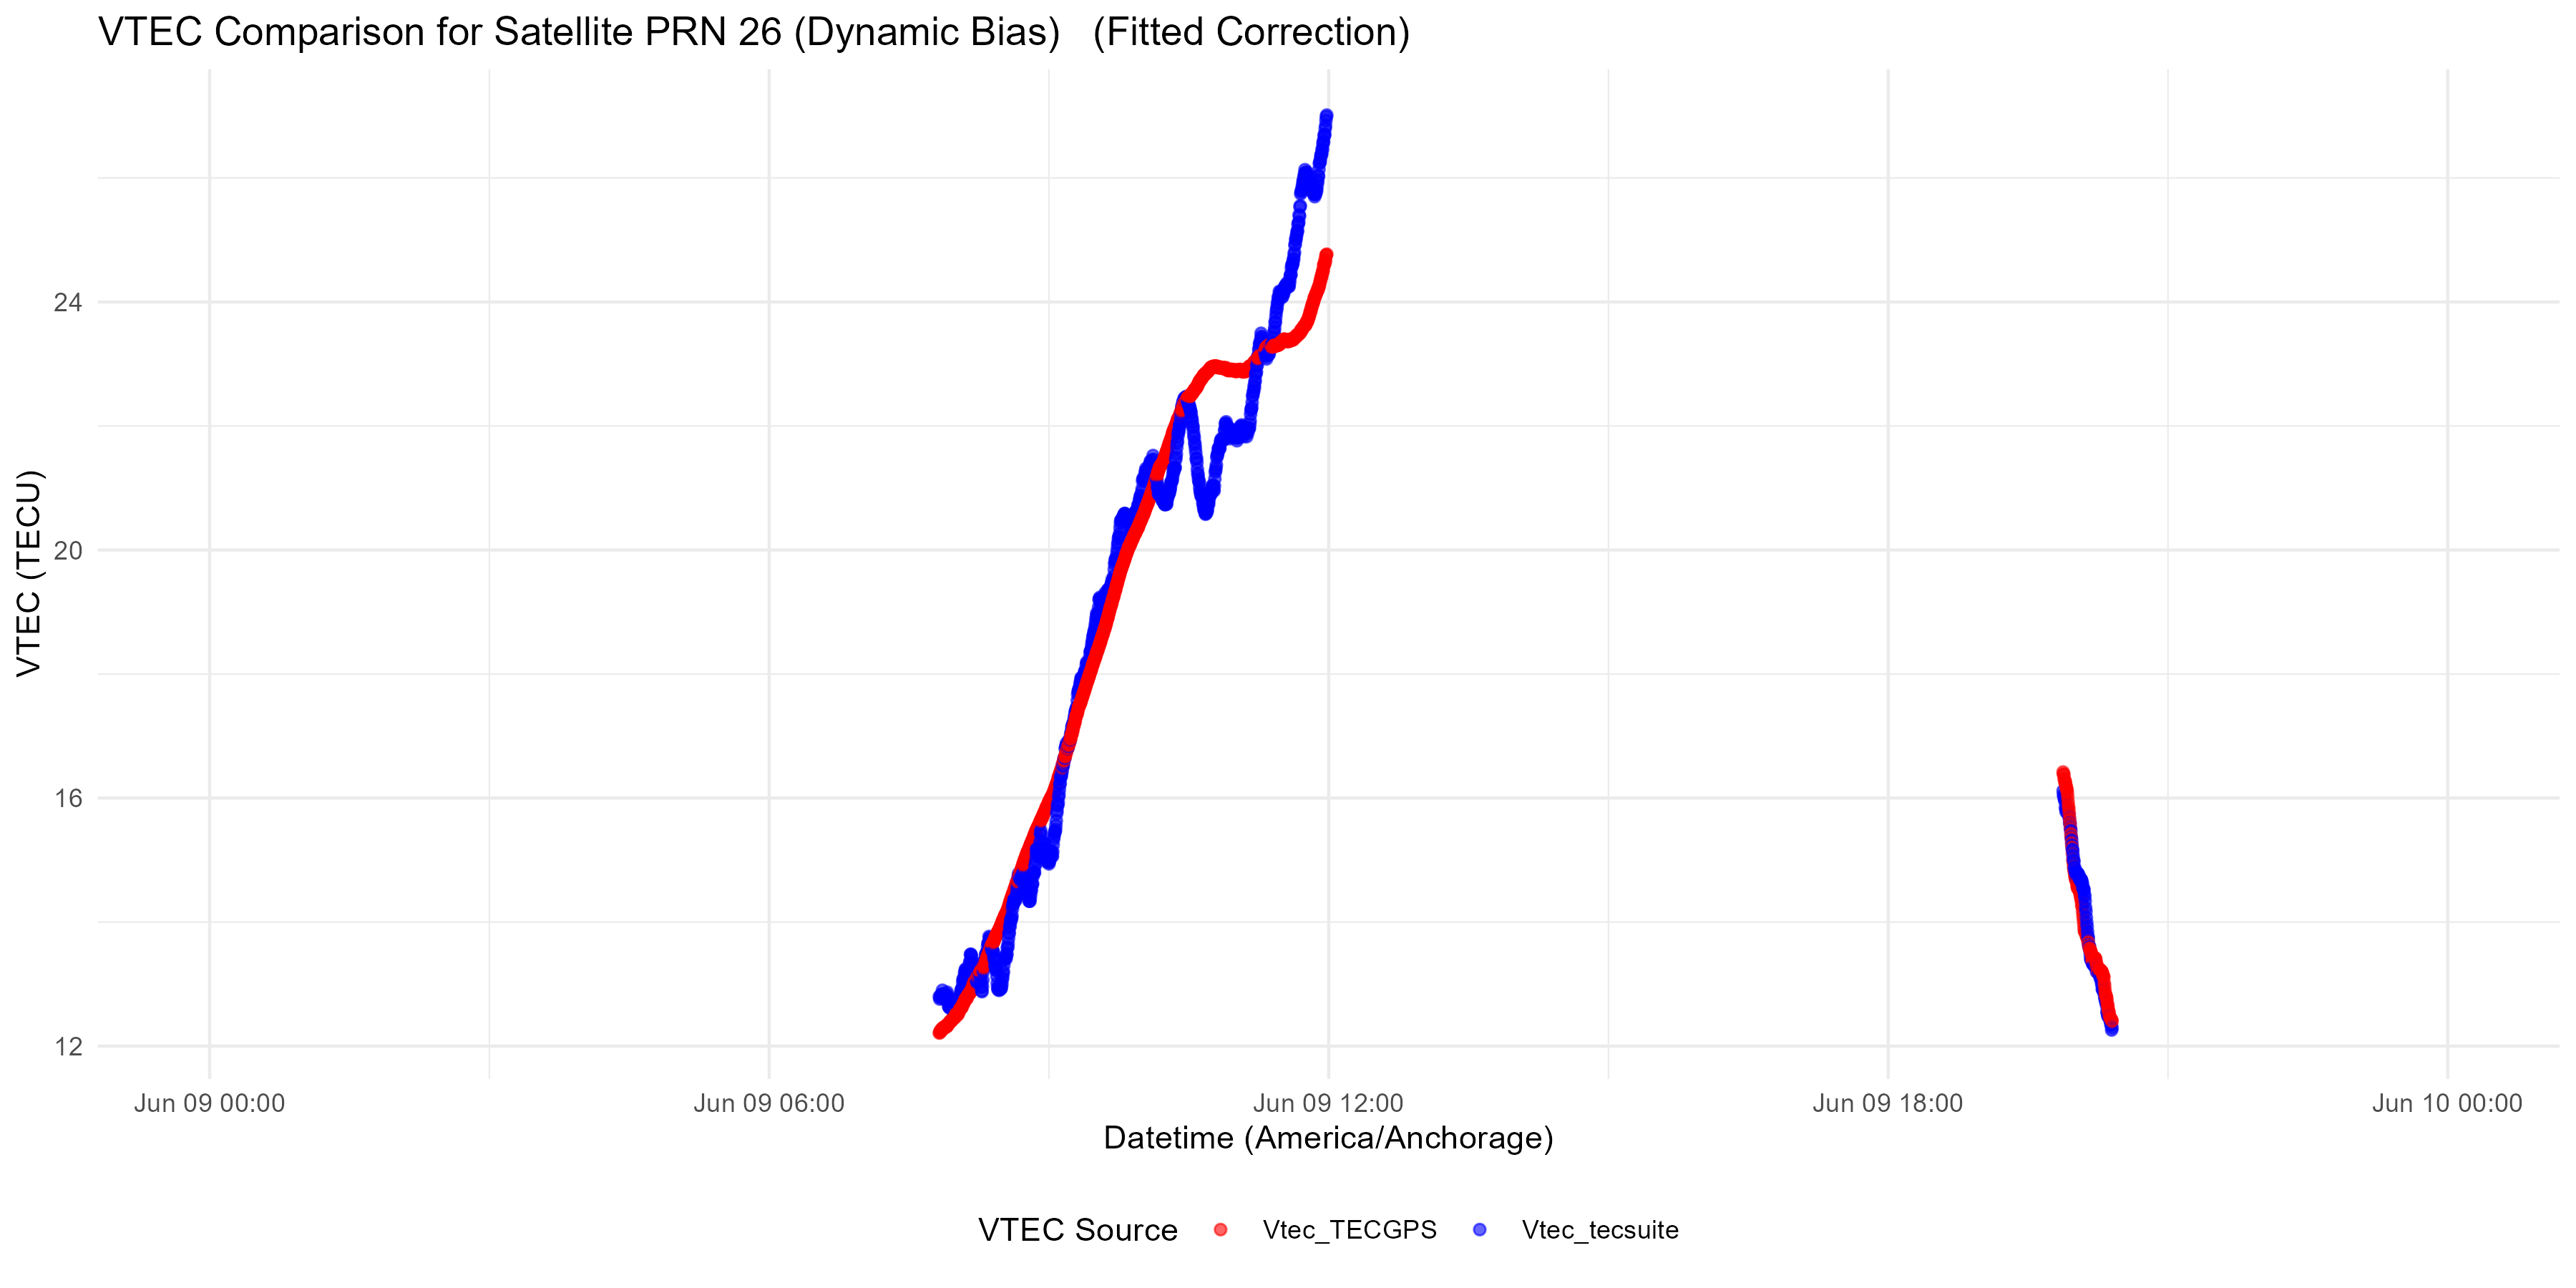 VTEC Comparison for Satellite PRN 26 (Dynamic Bias)   (Fitted Correction)
VTEC (TECU)
24
20
16
12
Jun 09 00:00
Jun 09 06:00
Jun 09 12:00
Jun 09 18:00
Jun 10 00:00
Datetime (America/Anchorage)
VTEC Source
Vtec_TECGPS
Vtec_tecsuite